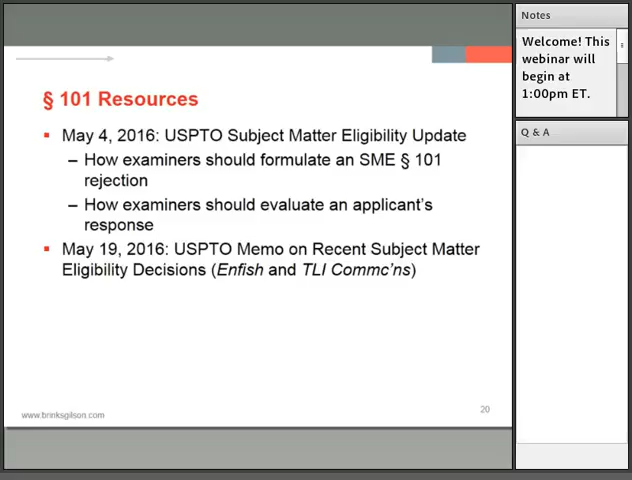 § 101 Resources
▪ May 4, 2016: USPTO Subject Matter Eligibility Update
– How examiners should formulate an SME § 101
rejection
– How examiners should evaluate an applicant's
response
▪ May 19, 2016: USPTO Memo on Recent Subject Matter
Eligibility Decisions (Enfish and TLI Commc'ns)
www.brinksgilson.com
20
Notes
Welcome! This
webinar will
begin at
1:00pm ET.
Q & A